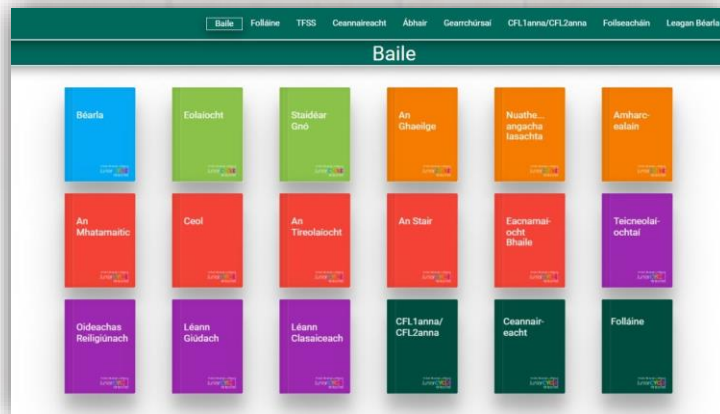 Baile Folláine TFSS Ceannaireacht Ábhair Gearrchúrsaí CFL1anna/CFL2anna Foilseacháin Leagan Béarla
Baile
Béarla
Eolaíocht
Staidéar
Gnó
An
Ghaeilge
Nuathe...
angacha
Iasachta
Amharc-
ealaín
An
Mhatamaitic
Ceol
An
Tíreolaíocht
An Stair
Eacnamaí-
ocht
Bhaile
Teicneolaí-
ochtaí
Oideachas
Reiligiúnach
Léann
Giúdach
Léann
Clasaiceach
CFL1anna/
CFL2anna
Ceannair-
eacht
Folláine